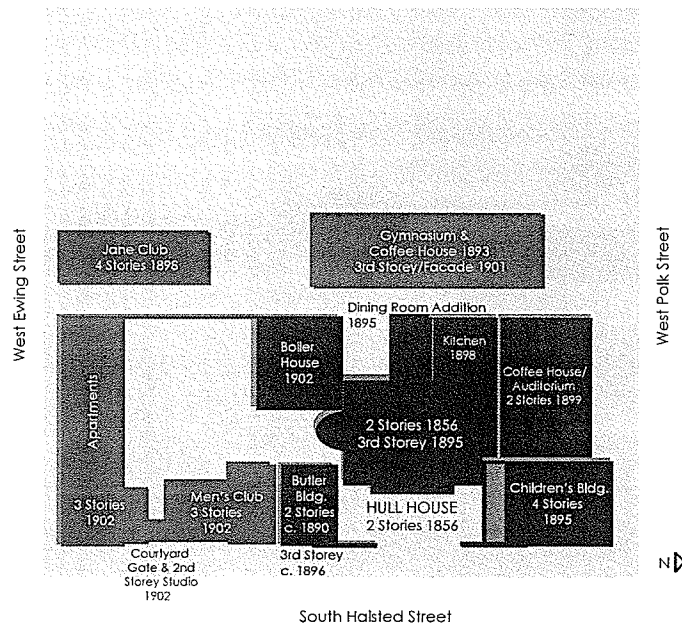 West Ewing Street
West Polk Street
Jane Club
4 Stories 1898
Gymnasium &
Coffee House 1893
3rd Storey/Facade 1901
Dining Room Addition
1895
Boiler
House
1902
Kitchen
1898
Coffee House/
Auditorium
2 Stories 1899
Apartments
3 Stories
1902
2 Stories 1856
3rd Storey 1895
Men's Club
3 Stories
1902
Butler
Bldg.
2 Stories
c. 1890
HULL HOUSE
2 Stories 1856
Children's Bldg.
4 Stories
1895
Courtyard
Gate & 2nd
Storey Studio
1902
3rd Storey
c. 1896
N
South Halsted Street